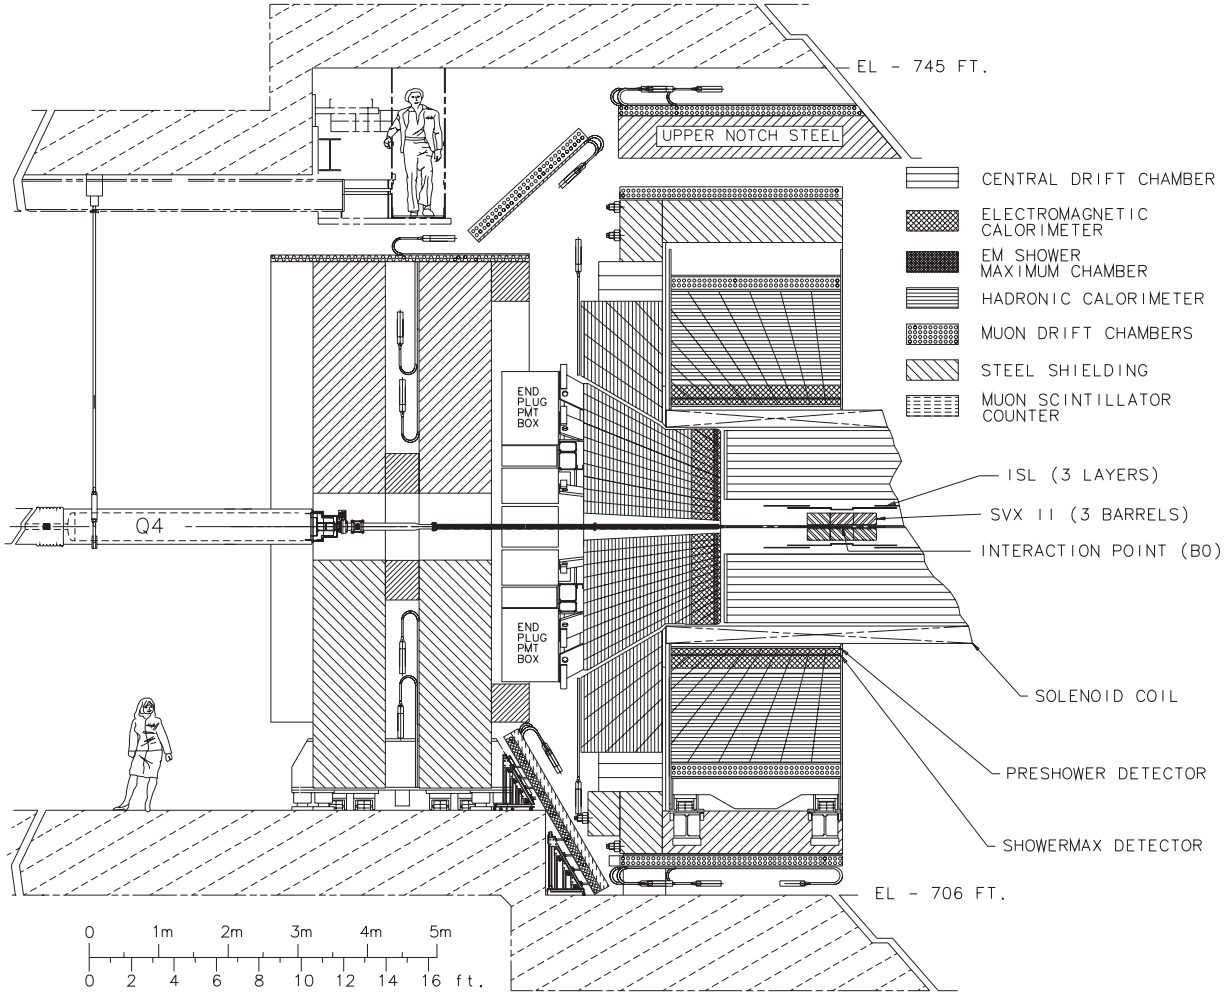 EL - 745 FT.
UPPER NOTCH STEEL
CENTRAL DRIFT CHAMBER
ELECTROMAGNETIC
CALORIMETER
EM SHOWER
MAXIMUM CHAMBER
HADRONIC CALORIMETER
MUON DRIFT CHAMBERS
STEEL SHIELDING
MUON SCINTILLATOR
COUNTER
END
PLUG
PMT
BOX
ISL (3 LAYERS)
SVX II (3 BARRELS)
Q4
INTERACTION POINT (B0)
END
PLUG
PMT
BOX
SOLENOID COIL
PRESHOWER DETECTOR
SHOWERMAX DETECTOR
EL - 706 FT.
0 1m 2m 3m 4m 5m
0 2 4 6 8 10 12 14 16 ft.